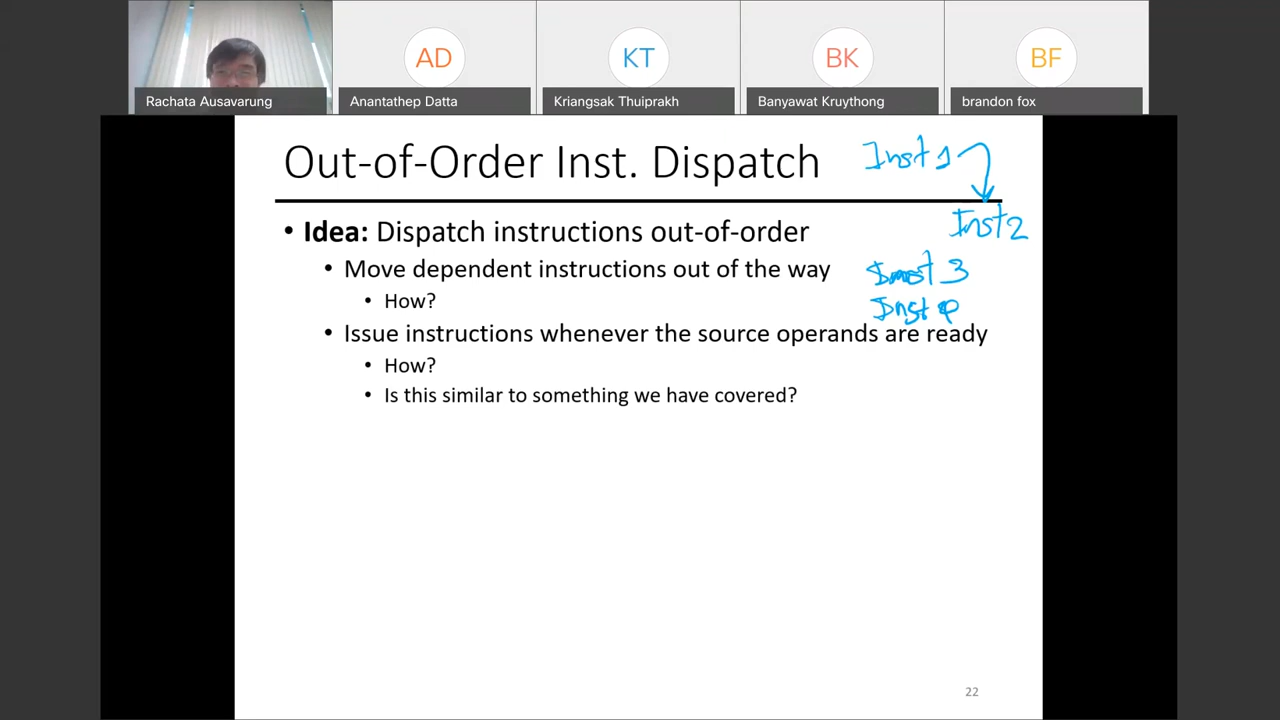 AD
KT
BK
BF
Rachata Ausavarung
Anantathep Datta
Kriangsak Thuiprakh
Banyawat Kruythong
brandon fox
Out-of-Order Inst. Dispatch
Inst 1
Inst 2
• Idea: Dispatch instructions out-of-order
• Move dependent instructions out of the way
Inst 3
• How?
Inst
• Issue instructions whenever the source operands are ready
• How?
• Is this similar to something we have covered?
22